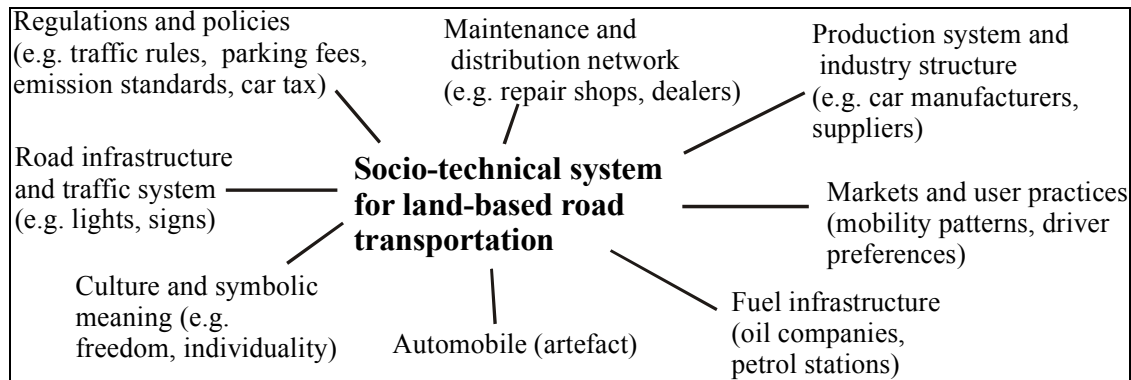 Regulations and policies
(e.g. traffic rules, parking fees,
emission standards, car tax)
Maintenance and
distribution network
(e.g. repair shops, dealers)
Production system and
industry structure
(e.g. car manufacturers,
suppliers)
Road infrastructure
and traffic system
(e.g. lights, signs)
Socio-technical system
for land-based road
transportation
Markets and user practices
(mobility patterns, driver
preferences)
Culture and symbolic
meaning (e.g.
freedom, individuality)
Automobile (artefact)
Fuel infrastructure
(oil companies,
petrol stations)